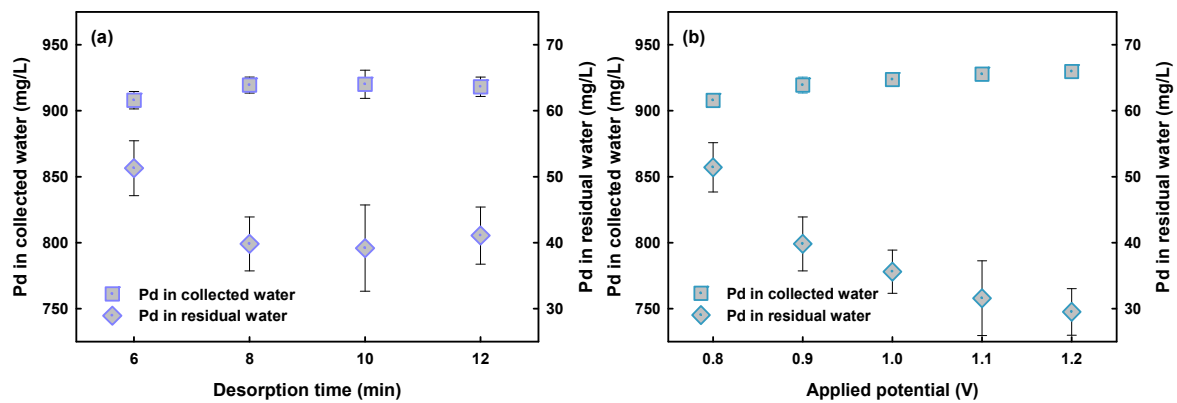 (a)
Pd in collected water (mg/L)
950
900
850
800
750
70
60
50
40
30
Pd in residual water (mg/L)
Pd in collected water
Pd in residual water
6
8
10
12
Desorption time (min)
(b)
Pd in collected water (mg/L)
950
900
850
800
750
70
60
50
40
30
Pd in residual water (mg/L)
Pd in collected water
Pd in residual water
0.8
0.9
1.0
1.1
1.2
Applied potential (V)